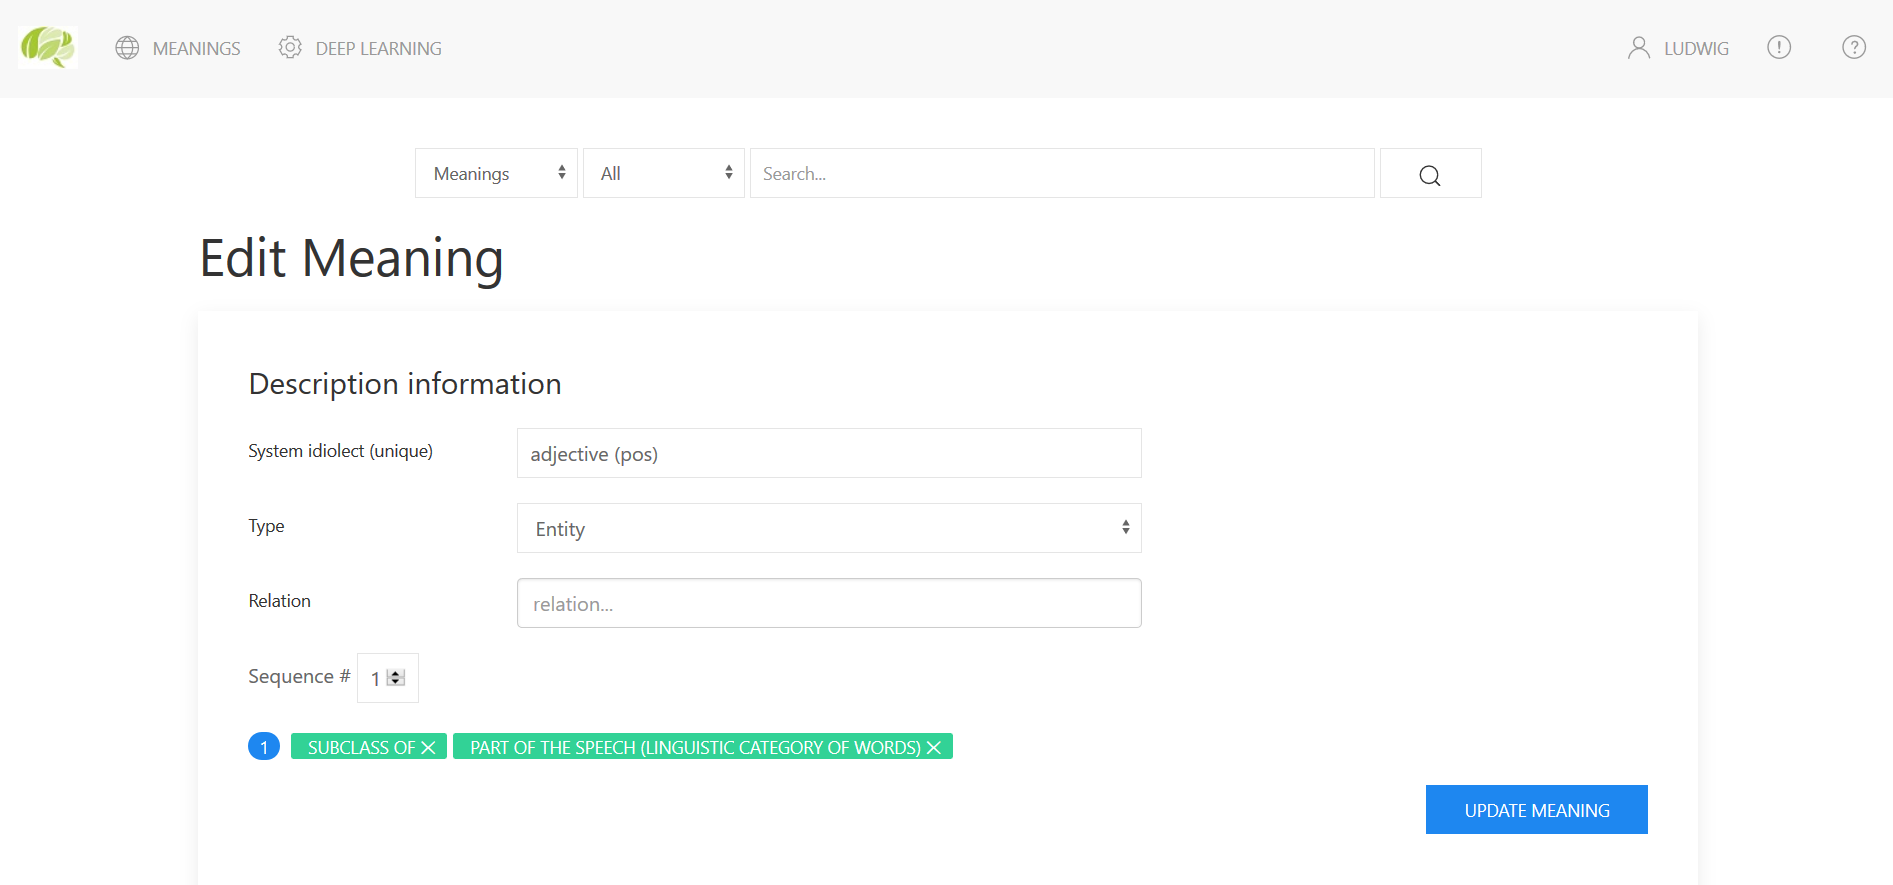 MEANINGS DEEP LEARNING LUDWIG
Meanings All Search...
Edit Meaning
Description information
System idiolect (unique) adjective (pos)
Type Entity
Relation relation...
Sequence # 1
1 SUBCLASS OF PART OF THE SPEECH (LINGUISTIC CATEGORY OF WORDS)
UPDATE MEANING